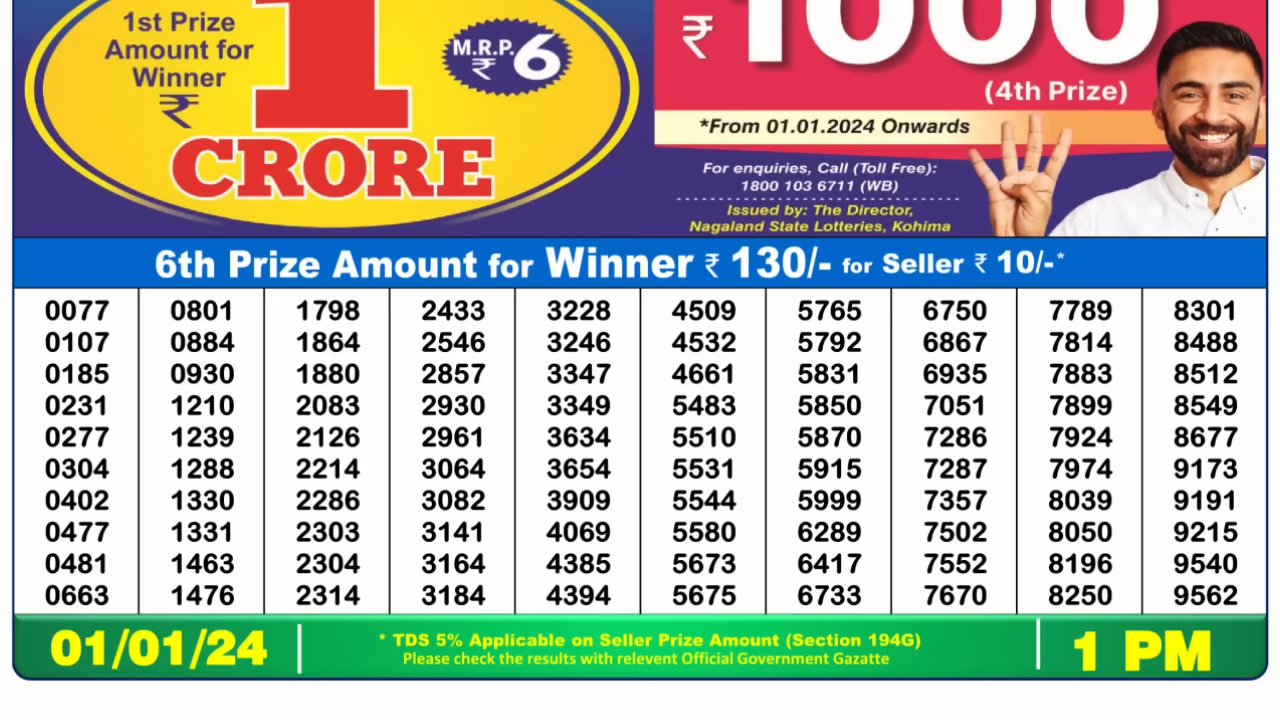 1st Prize
Amount for
Winner
₹
1
CRORE
M.R.P.
₹ 6
₹ 1000
(4th Prize)
*From 01.01.2024 Onwards
For enquiries, Call (Toll Free):
1800 103 6711 (WB)
Issued by: The Director,
Nagaland State Lotteries, Kohima
6th Prize Amount for Winner ₹ 130/- for Seller ₹ 10/-*
0077 0801 1798 2433 3228 4509 5765 6750 7789 8301
0107 0884 1864 2546 3246 4532 5792 6867 7814 8488
0185 0930 1880 2857 3347 4661 5831 6935 7883 8512
0231 1210 2083 2930 3349 5483 5850 7051 7899 8549
0277 1239 2126 2961 3634 5510 5870 7286 7924 8677
0304 1288 2214 3064 3654 5531 5915 7287 7974 9173
0402 1330 2286 3082 3909 5544 5999 7357 8039 9191
0477 1331 2303 3141 4069 5580 6289 7502 8050 9215
0481 1463 2304 3164 4385 5673 6417 7552 8196 9540
0663 1476 2314 3184 4394 5675 6733 7670 8250 9562
01/01/24
* TDS 5% Applicable on Seller Prize Amount (Section 194G)
Please check the results with relevent Official Government Gazatte
1 PM